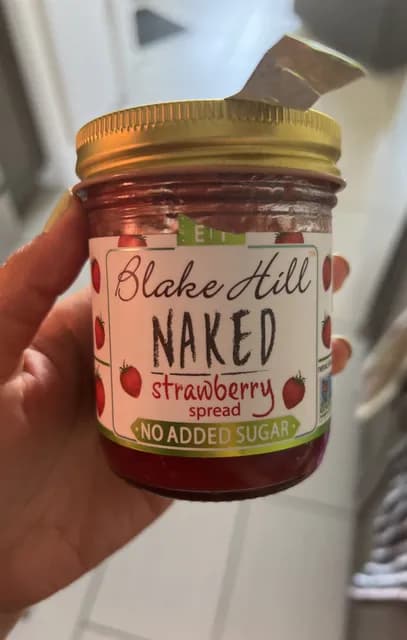 Blake Hill
NAKED
strawberry
spread
NO ADDED SUGAR